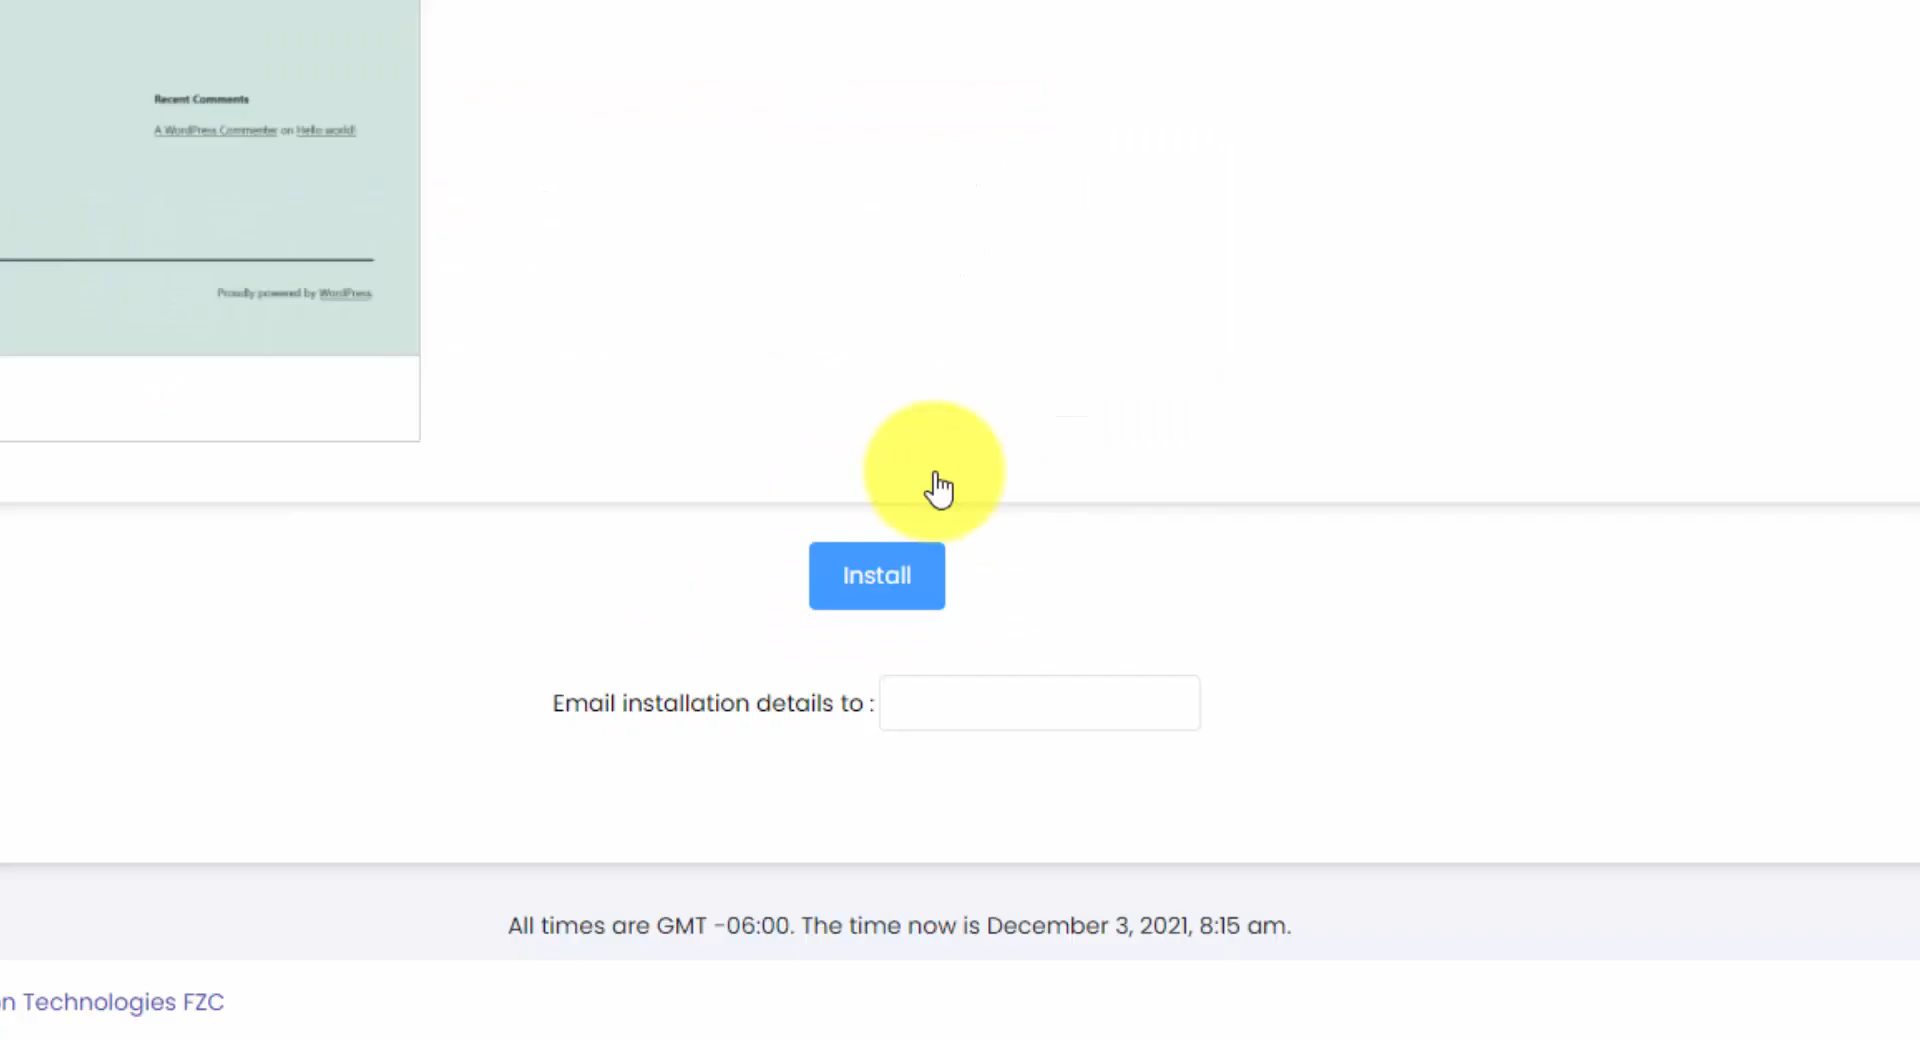 Recent Comments
A WordPress Commenter on Hello world!
Proudly powered by WordPress
Install
Email installation details to :
All times are GMT -06:00. The time now is December 3, 2021, 8:15 am.
on Technologies FZC